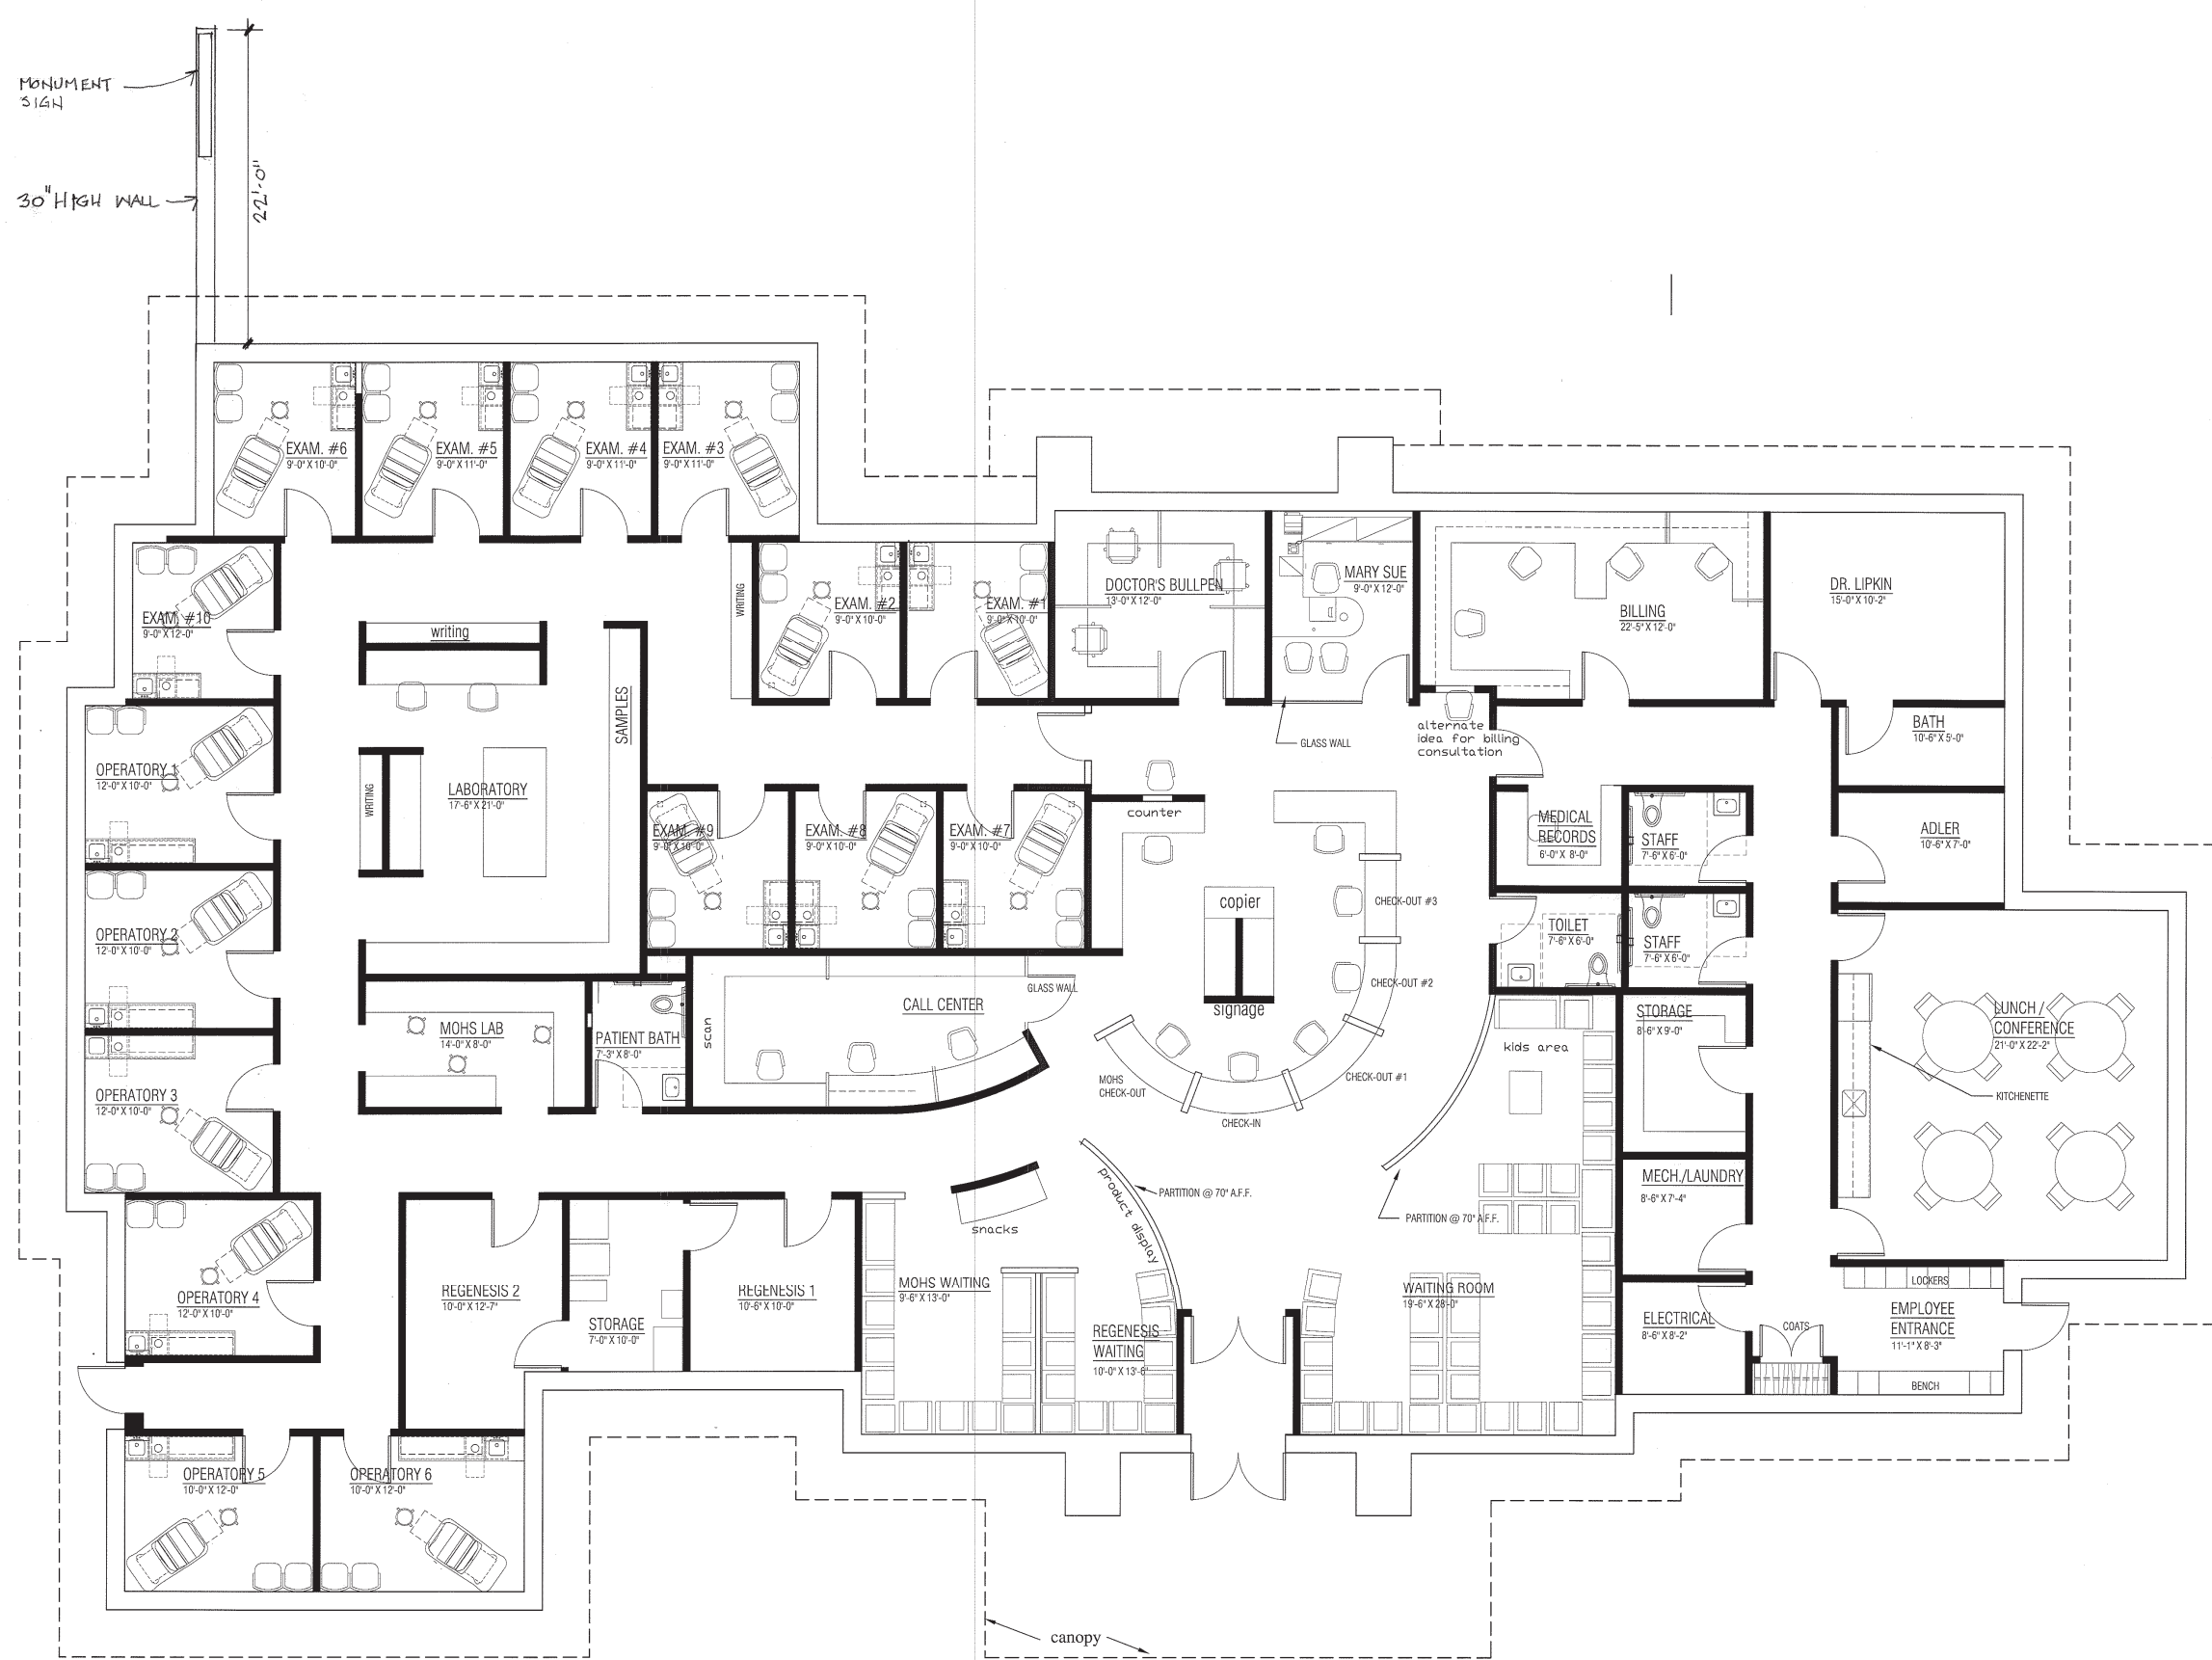 MONUMENT
SIGN
30" HIGH WALL
22'-0"
EXAM. #6
9'-0" X 10'-0"
EXAM. #5
9'-0" X 11'-0"
EXAM. #4
9'-0" X 11'-0"
EXAM. #3
9'-0" X 11'-0"
EXAM. #10
9'-0" X 12'-0"
writing
WRITING
EXAM. #2
9'-0" X 10'-0"
EXAM. #1
9'-0" X 10'-0"
DOCTOR'S BULLPEN
13'-0" X 12'-0"
MARY SUE
9'-0" X 12'-0"
BILLING
22'-5" X 12'-0"
DR. LIPKIN
15'-0" X 10'-2"
SAMPLES
GLASS WALL
alternate
idea for billing
consultation
BATH
10'-6" X 5'-0"
OPERATORY 1
12'-0" X 10'-0"
WRITING
LABORATORY
17'-6" X 21'-0"
EXAM. #9
9'-0" X 10'-0"
EXAM. #8
9'-0" X 10'-0"
EXAM. #7
9'-0" X 10'-0"
counter
MEDICAL
RECORDS
6'-0" X 8'-0"
STAFF
7'-6" X 6'-0"
ADLER
10'-6" X 7'-0"
copier
CHECK-OUT #3
OPERATORY 2
12'-0" X 10'-0"
TOILET
7'-6" X 6'-0"
STAFF
7'-6" X 6'-0"
CHECK-OUT #2
GLASS WALL
CALL CENTER
signage
scan
MOHS LAB
14'-0" X 8'-0"
PATIENT BATH
7'-3" X 8'-0"
kids area
STORAGE
8'-6" X 9'-0"
LUNCH /
CONFERENCE
21'-0" X 22'-2"
KITCHENETTE
OPERATORY 3
12'-0" X 10'-0"
MOHS
CHECK-OUT
CHECK-OUT #1
CHECK-IN
product display
PARTITION @ 70" A.F.F.
PARTITION @ 70" A.F.F.
MECH./LAUNDRY
8'-6" X 7'-4"
snacks
OPERATORY 4
12'-0" X 10'-0"
REGENESIS 2
10'-0" X 12'-7"
STORAGE
7'-0" X 10'-0"
REGENESIS 1
10'-6" X 10'-0"
MOHS WAITING
9'-6" X 13'-0"
REGENESIS
WAITING
10'-0" X 13'-6"
WAITING ROOM
19'-6" X 28'-0"
ELECTRICAL
8'-6" X 8'-2"
COATS
LOCKERS
EMPLOYEE
ENTRANCE
11'-1" X 8'-3"
BENCH
OPERATORY 5
10'-0" X 12'-0"
OPERATORY 6
10'-0" X 12'-0"
canopy